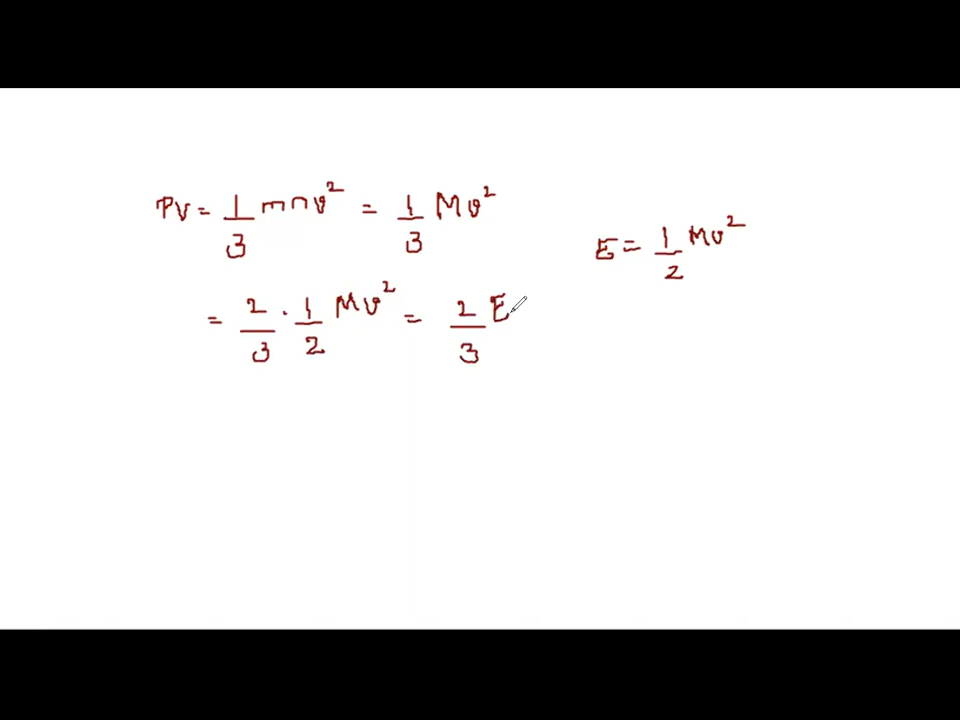 PV = 1/3 mnv² = 1/3 Mv²
E = 1/2 Mv²
= 2/3 · 1/2 Mv² = 2/3 E